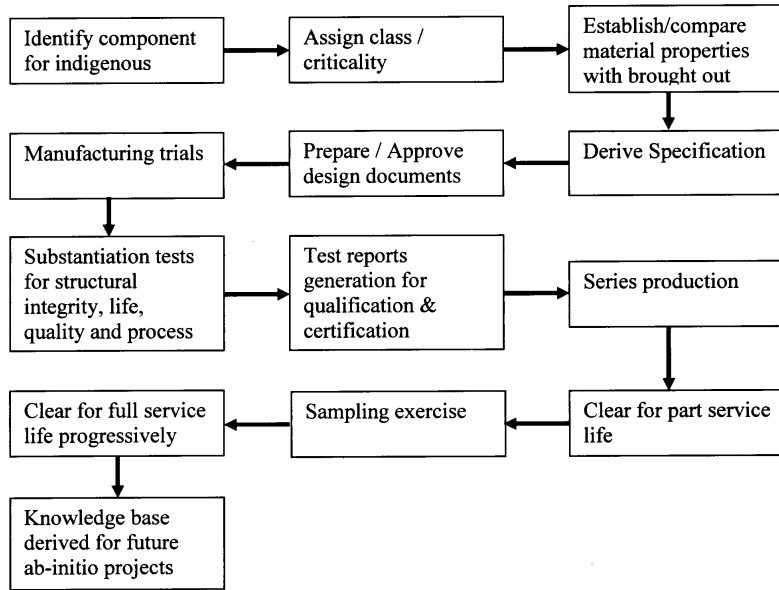 Identify component
for indigenous
Assign class /
criticality
Establish/compare
material properties
with brought out
Derive Specification
Prepare / Approve
design documents
Manufacturing trials
Substantiation tests
for structural
integrity, life,
quality and process
Test reports
generation for
qualification &
certification
Series production
Clear for part service
life
Sampling exercise
Clear for full service
life progressively
Knowledge base
derived for future
ab-initio projects